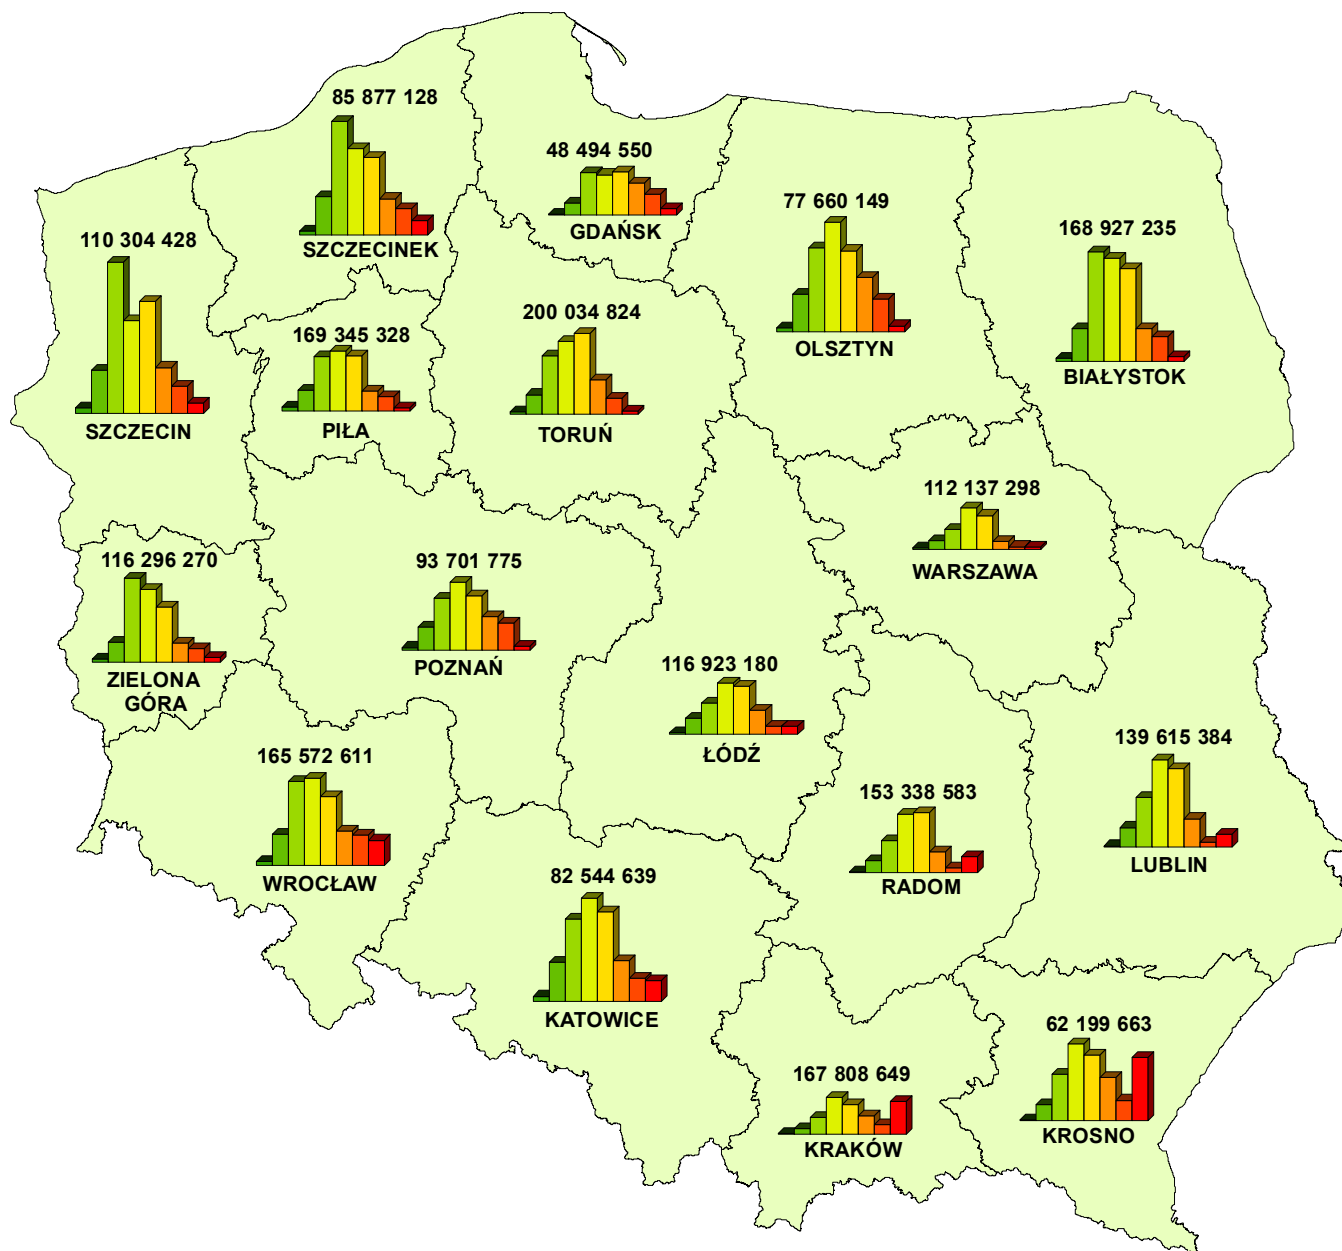 85 877 128
SZCZECINEK
48 494 550
GDAŃSK
77 660 149
OLSZTYN
168 927 235
BIAŁYSTOK
110 304 428
SZCZECIN
169 345 328
PIŁA
200 034 824
TORUŃ
112 137 298
WARSZAWA
116 296 270
ZIELONA
GÓRA
93 701 775
POZNAŃ
116 923 180
ŁÓDŹ
139 615 384
LUBLIN
165 572 611
WROCŁAW
153 338 583
RADOM
82 544 639
KATOWICE
167 808 649
KRAKÓW
62 199 663
KROSNO